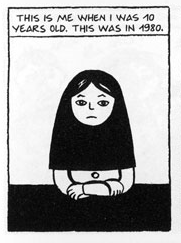 THIS IS ME WHEN I WAS 10
YEARS OLD. THIS WAS IN 1980.